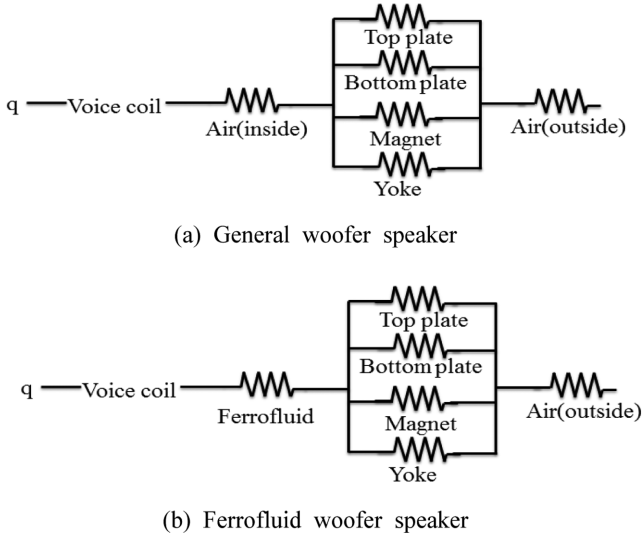 Top plate
Bottom plate
q Voice coil
Air(inside)
Magnet
Air(outside)
Yoke
(a) General woofer speaker
Top plate
Bottom plate
q Voice coil
Ferrofluid
Magnet
Air(outside)
Yoke
(b) Ferrofluid woofer speaker